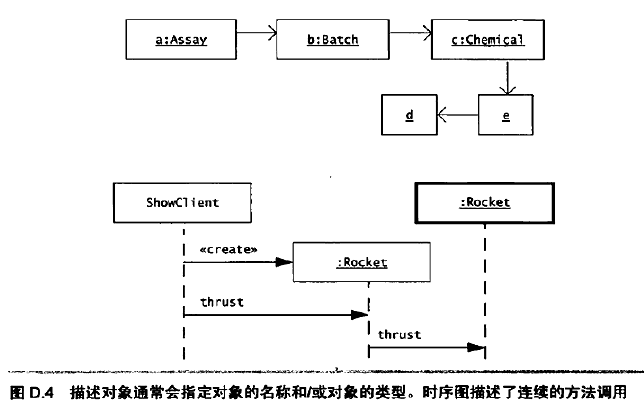 a:Assay b:Batch c:Chemical
d e
ShowClient :Rocket
«create»
:Rocket
thrust
thrust
图 D.4 描述对象通常会指定对象的名称和/或对象的类型。时序图描述了连续的方法调用